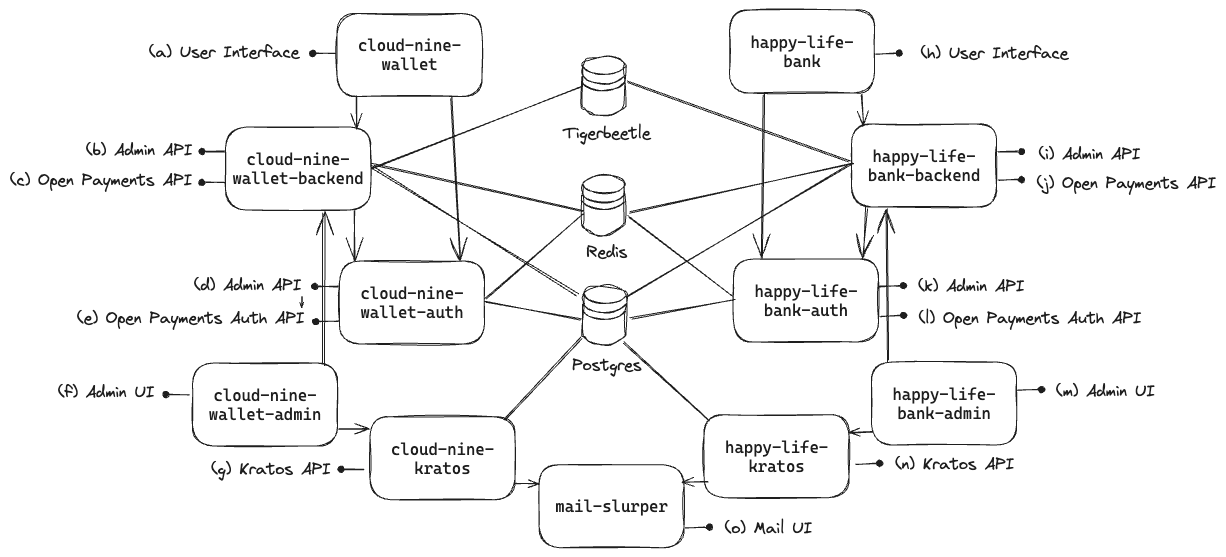 (a) User Interface
cloud-nine-
wallet
happy-life-
bank
(h) User Interface
Tigerbeetle
(b) Admin API
(c) Open Payments API
cloud-nine-
wallet-backend
happy-life-
bank-backend
(i) Admin API
(j) Open Payments API
Redis
(d) Admin API
(e) Open Payments Auth API
cloud-nine-
wallet-auth
happy-life-
bank-auth
(k) Admin API
(l) Open Payments Auth API
Postgres
(f) Admin UI
cloud-nine-
wallet-admin
happy-life-
bank-admin
(m) Admin UI
(g) Kratos API
cloud-nine-
kratos
happy-life-
kratos
(n) Kratos API
mail-slurper
(o) Mail UI